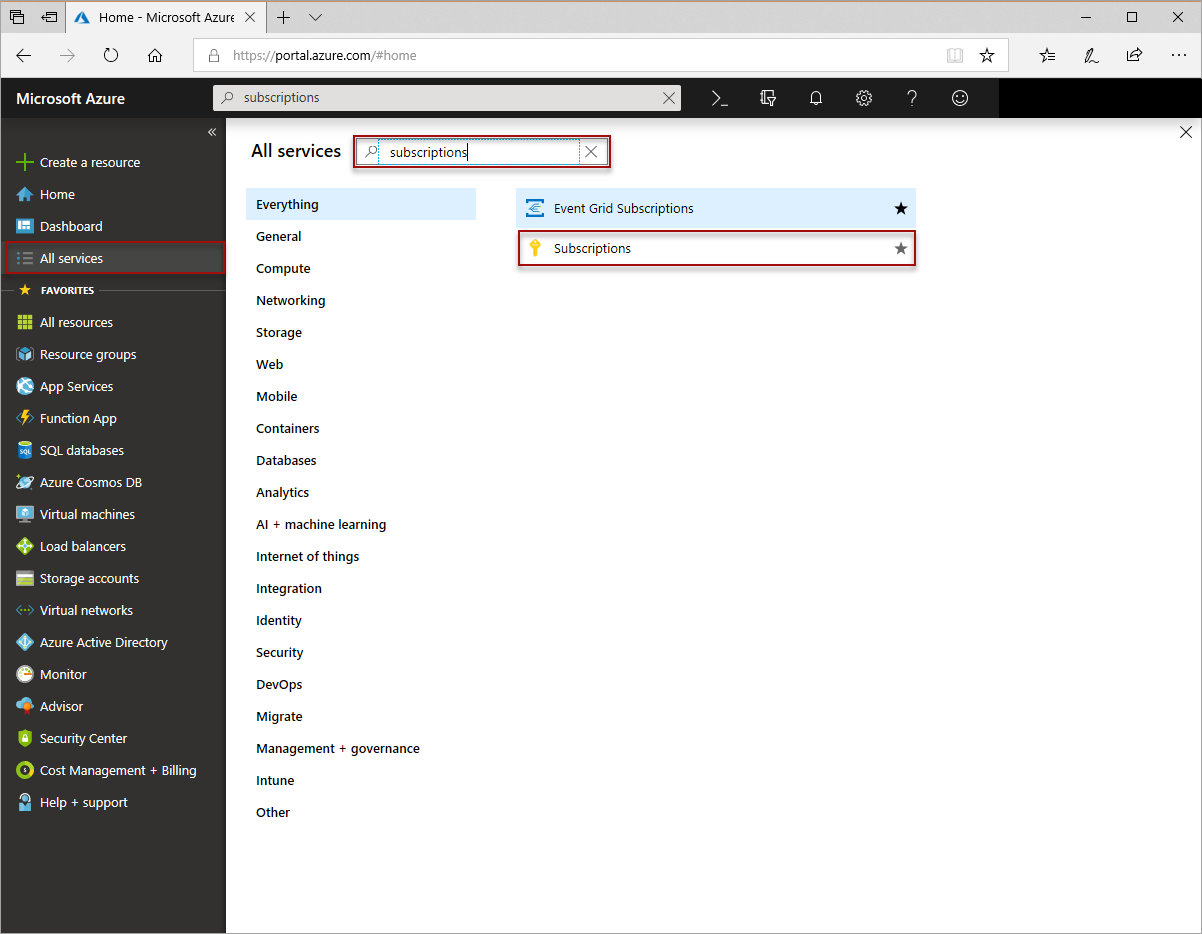 Home - Microsoft Azure
https://portal.azure.com/#home
Microsoft Azure
subscriptions
Create a resource
Home
Dashboard
All services
FAVORITES
All resources
Resource groups
App Services
Function App
SQL databases
Azure Cosmos DB
Virtual machines
Load balancers
Storage accounts
Virtual networks
Azure Active Directory
Monitor
Advisor
Security Center
Cost Management + Billing
Help + support
All services
subscriptions
Everything
General
Compute
Networking
Storage
Web
Mobile
Containers
Databases
Analytics
AI + machine learning
Internet of things
Integration
Identity
Security
DevOps
Migrate
Management + governance
Intune
Other
Event Grid Subscriptions
Subscriptions